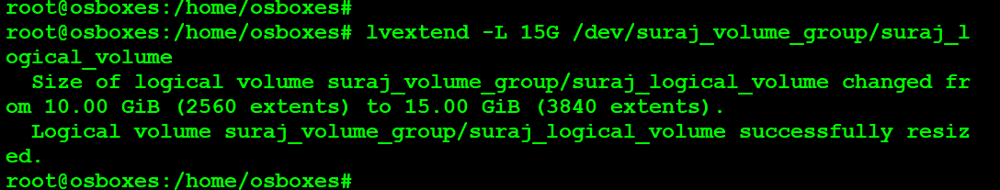 root@osboxes:/home/osboxes#
root@osboxes:/home/osboxes# lvextend -L 15G /dev/suraj_volume_group/suraj_l
ogical_volume
  Size of logical volume suraj_volume_group/suraj_logical_volume changed fr
om 10.00 GiB (2560 extents) to 15.00 GiB (3840 extents).
  Logical volume suraj_volume_group/suraj_logical_volume successfully resiz
ed.
root@osboxes:/home/osboxes#